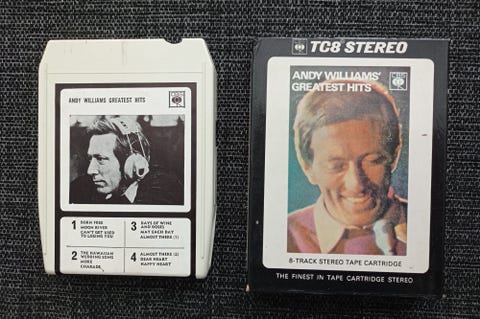 CBS
ANDY WILLIAMS GREATEST HITS
1 BORN FREE
MOON RIVER
CAN'T GET USED
TO LOSING YOU
2 THE HAWAIIAN
WEDDING SONG
MORE
CHARADE
3 DAYS OF WINE
AND ROSES
MAY EACH DAY
ALMOST THERE (1)
4 ALMOST THERE (2)
DEAR HEART
HAPPY HEART
CBS TC8 STEREO
ANDY WILLIAMS'
GREATEST HITS
CBS
8-TRACK STEREO TAPE CARTRIDGE
THE FINEST IN TAPE CARTRIDGE STEREO